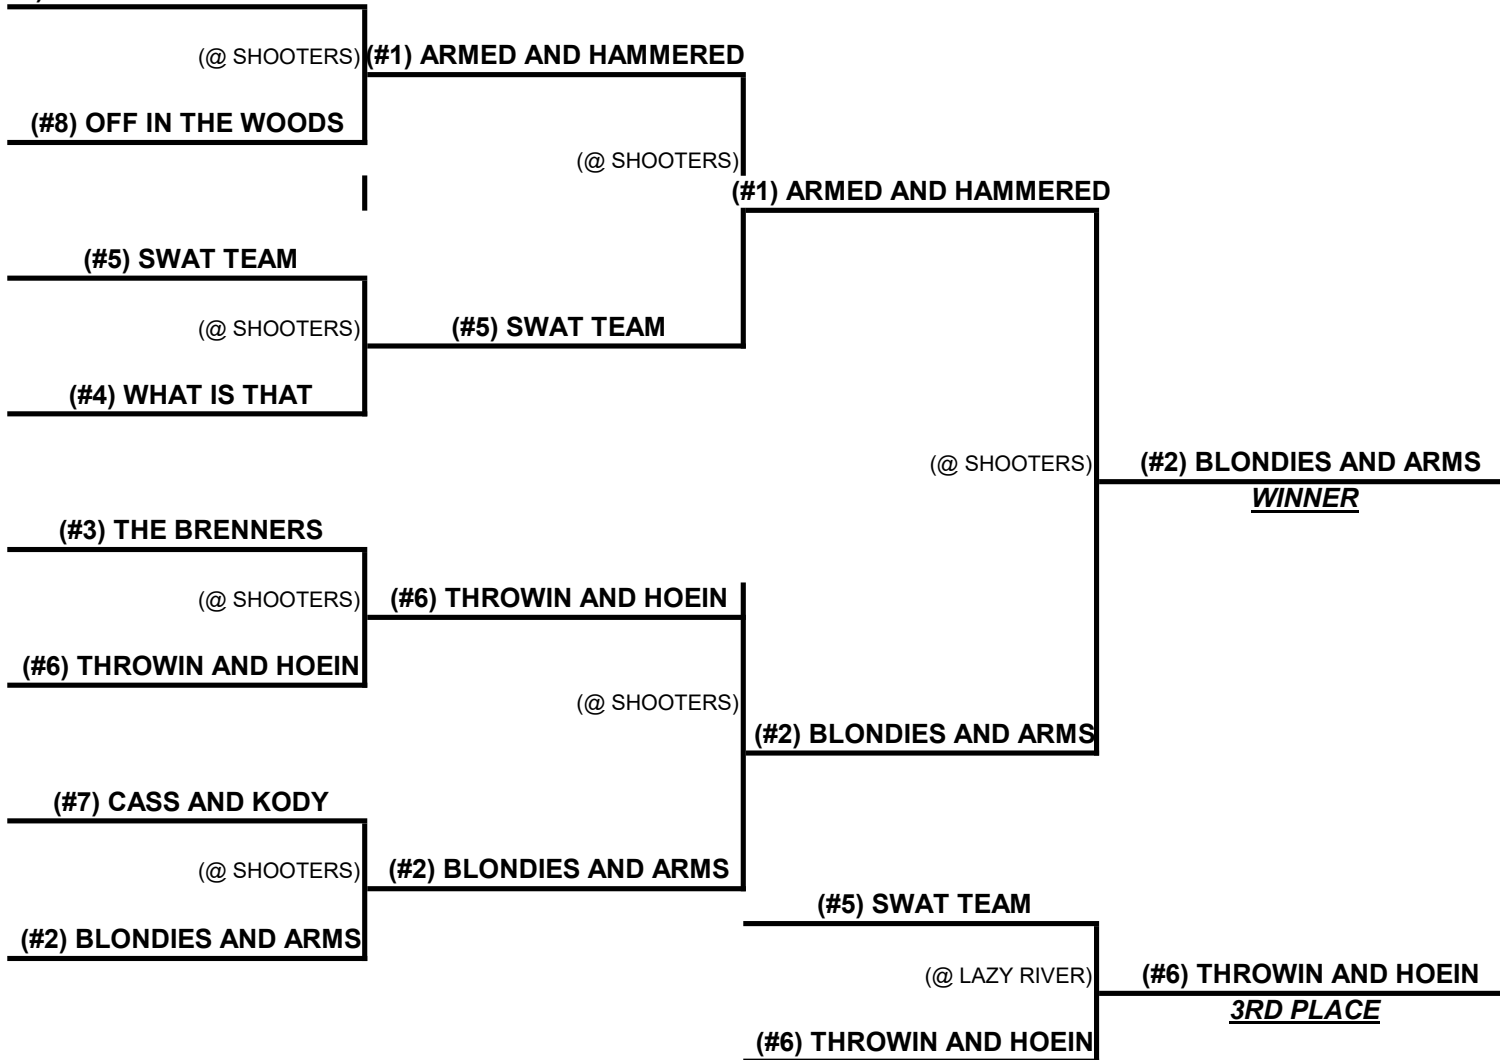 (@ SHOOTERS)
(#1) ARMED AND HAMMERED
(#8) OFF IN THE WOODS
(@ SHOOTERS)
(#1) ARMED AND HAMMERED
(#5) SWAT TEAM
(@ SHOOTERS)
(#5) SWAT TEAM
(#4) WHAT IS THAT
(@ SHOOTERS)
(#2) BLONDIES AND ARMS
WINNER
(#3) THE BRENNERS
(@ SHOOTERS)
(#6) THROWIN AND HOEIN
(#6) THROWIN AND HOEIN
(@ SHOOTERS)
(#2) BLONDIES AND ARMS
(#7) CASS AND KODY
(@ SHOOTERS)
(#2) BLONDIES AND ARMS
(#5) SWAT TEAM
(#2) BLONDIES AND ARMS
(@ LAZY RIVER)
(#6) THROWIN AND HOEIN
3RD PLACE
(#6) THROWIN AND HOEIN